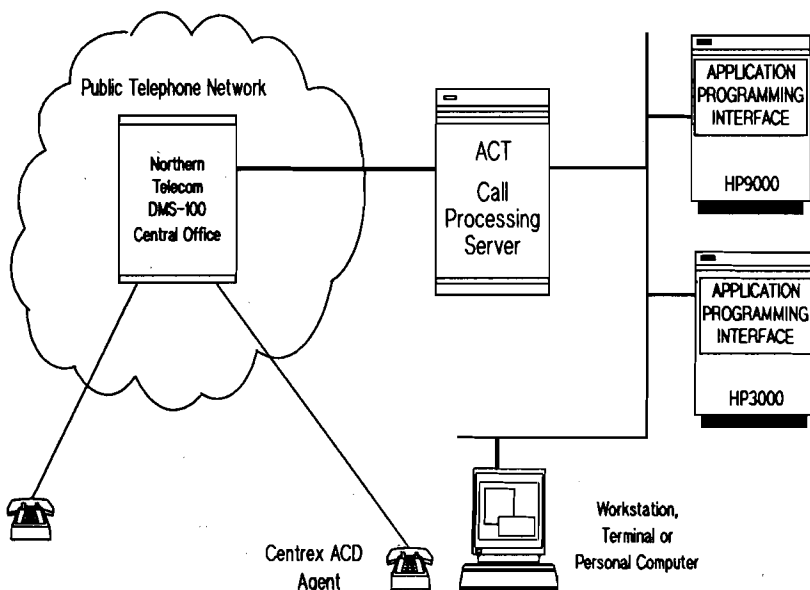 Public Telephone Network
Northern
Telecom
DMS-100
Central Office
ACT
Call
Processing
Server
APPLICATION
PROGRAMMING
INTERFACE
HP9000
APPLICATION
PROGRAMMING
INTERFACE
HP3000
Centrex ACD
Agent
Workstation,
Terminal or
Personal Computer